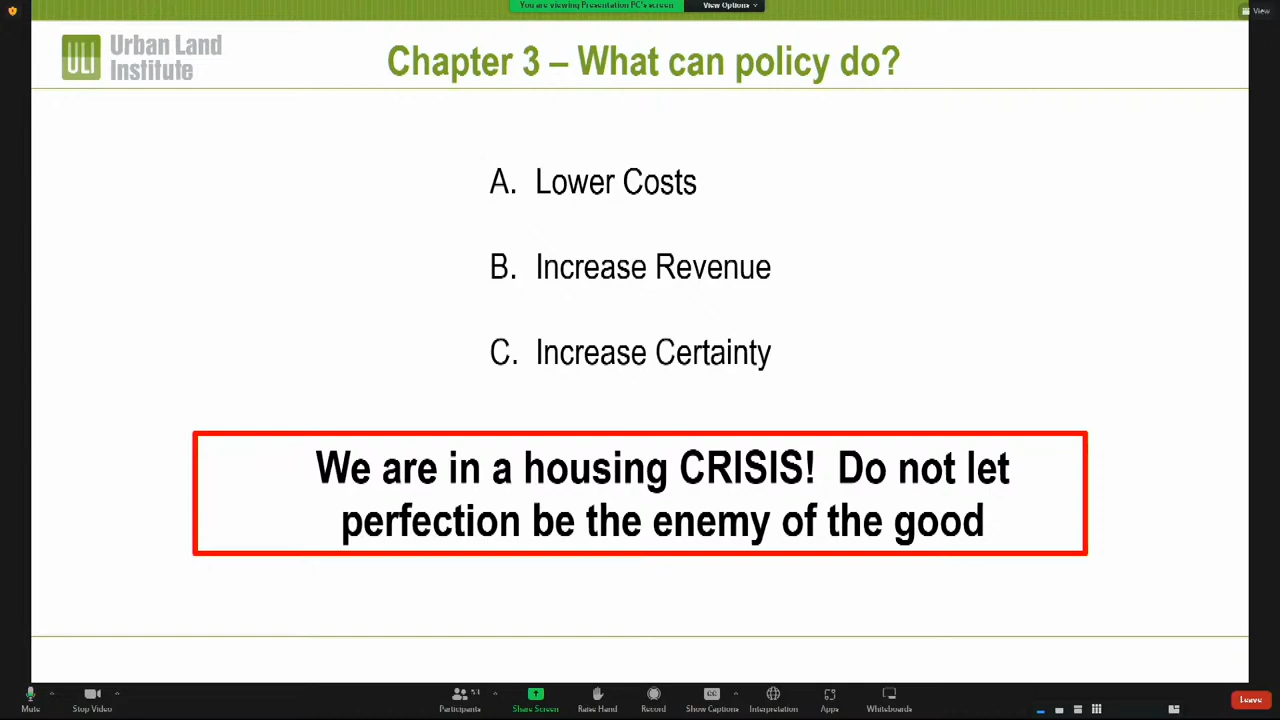 You are viewing Presentation PC's screen
View Options
View
ULI
Urban Land
Institute
Chapter 3 – What can policy do?
A. Lower Costs
B. Increase Revenue
C. Increase Certainty
We are in a housing CRISIS! Do not let
perfection be the enemy of the good
Mute
Stop Video
Participants
Share Screen
Raise Hand
Record
CC
Show Captions
Interpretation
Apps
Whiteboards
Leave